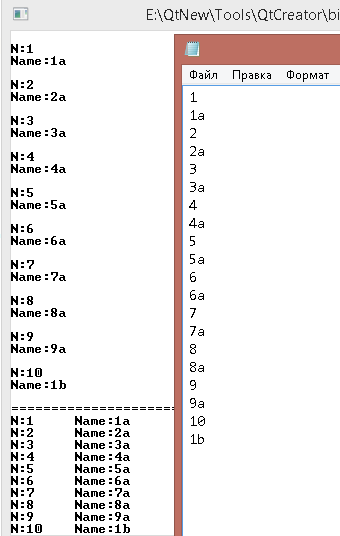 E:\QtNew\Tools\QtCreator\bi
N:1
Name:1a
N:2
Name:2a
N:3
Name:3a
N:4
Name:4a
N:5
Name:5a
N:6
Name:6a
N:7
Name:7a
N:8
Name:8a
N:9
Name:9a
N:10
Name:1b
=====================
N:1 Name:1a
N:2 Name:2a
N:3 Name:3a
N:4 Name:4a
N:5 Name:5a
N:6 Name:6a
N:7 Name:7a
N:8 Name:8a
N:9 Name:9a
N:10 Name:1b
Файл Правка Формат
1
1a
2
2a
3
3a
4
4a
5
5a
6
6a
7
7a
8
8a
9
9a
10
1b